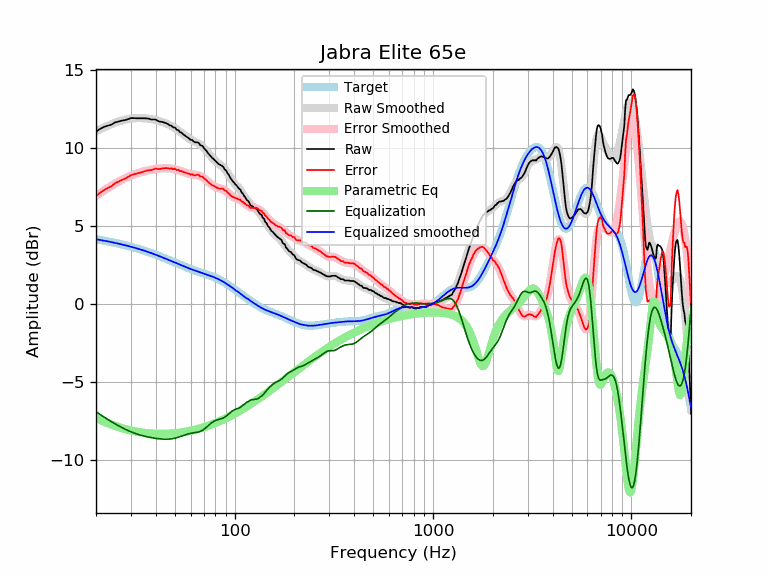 Jabra Elite 65e
15
10
5
0
−5
−10
Amplitude (dBr)
Target
Raw Smoothed
Error Smoothed
Raw
Error
Parametric Eq
Equalization
Equalized smoothed
100
1000
10000
Frequency (Hz)